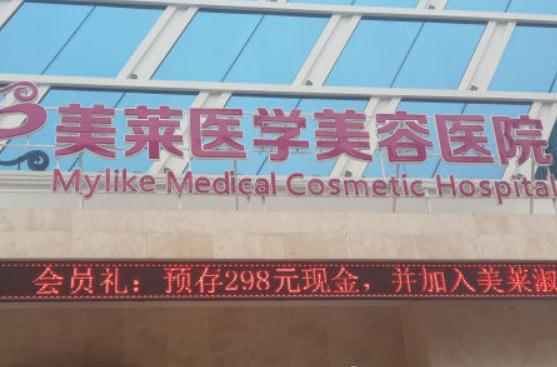 美莱医学美容医院
Mylike Medical Cosmetic Hospital
会员礼：预存298元现金，并加入美莱淑